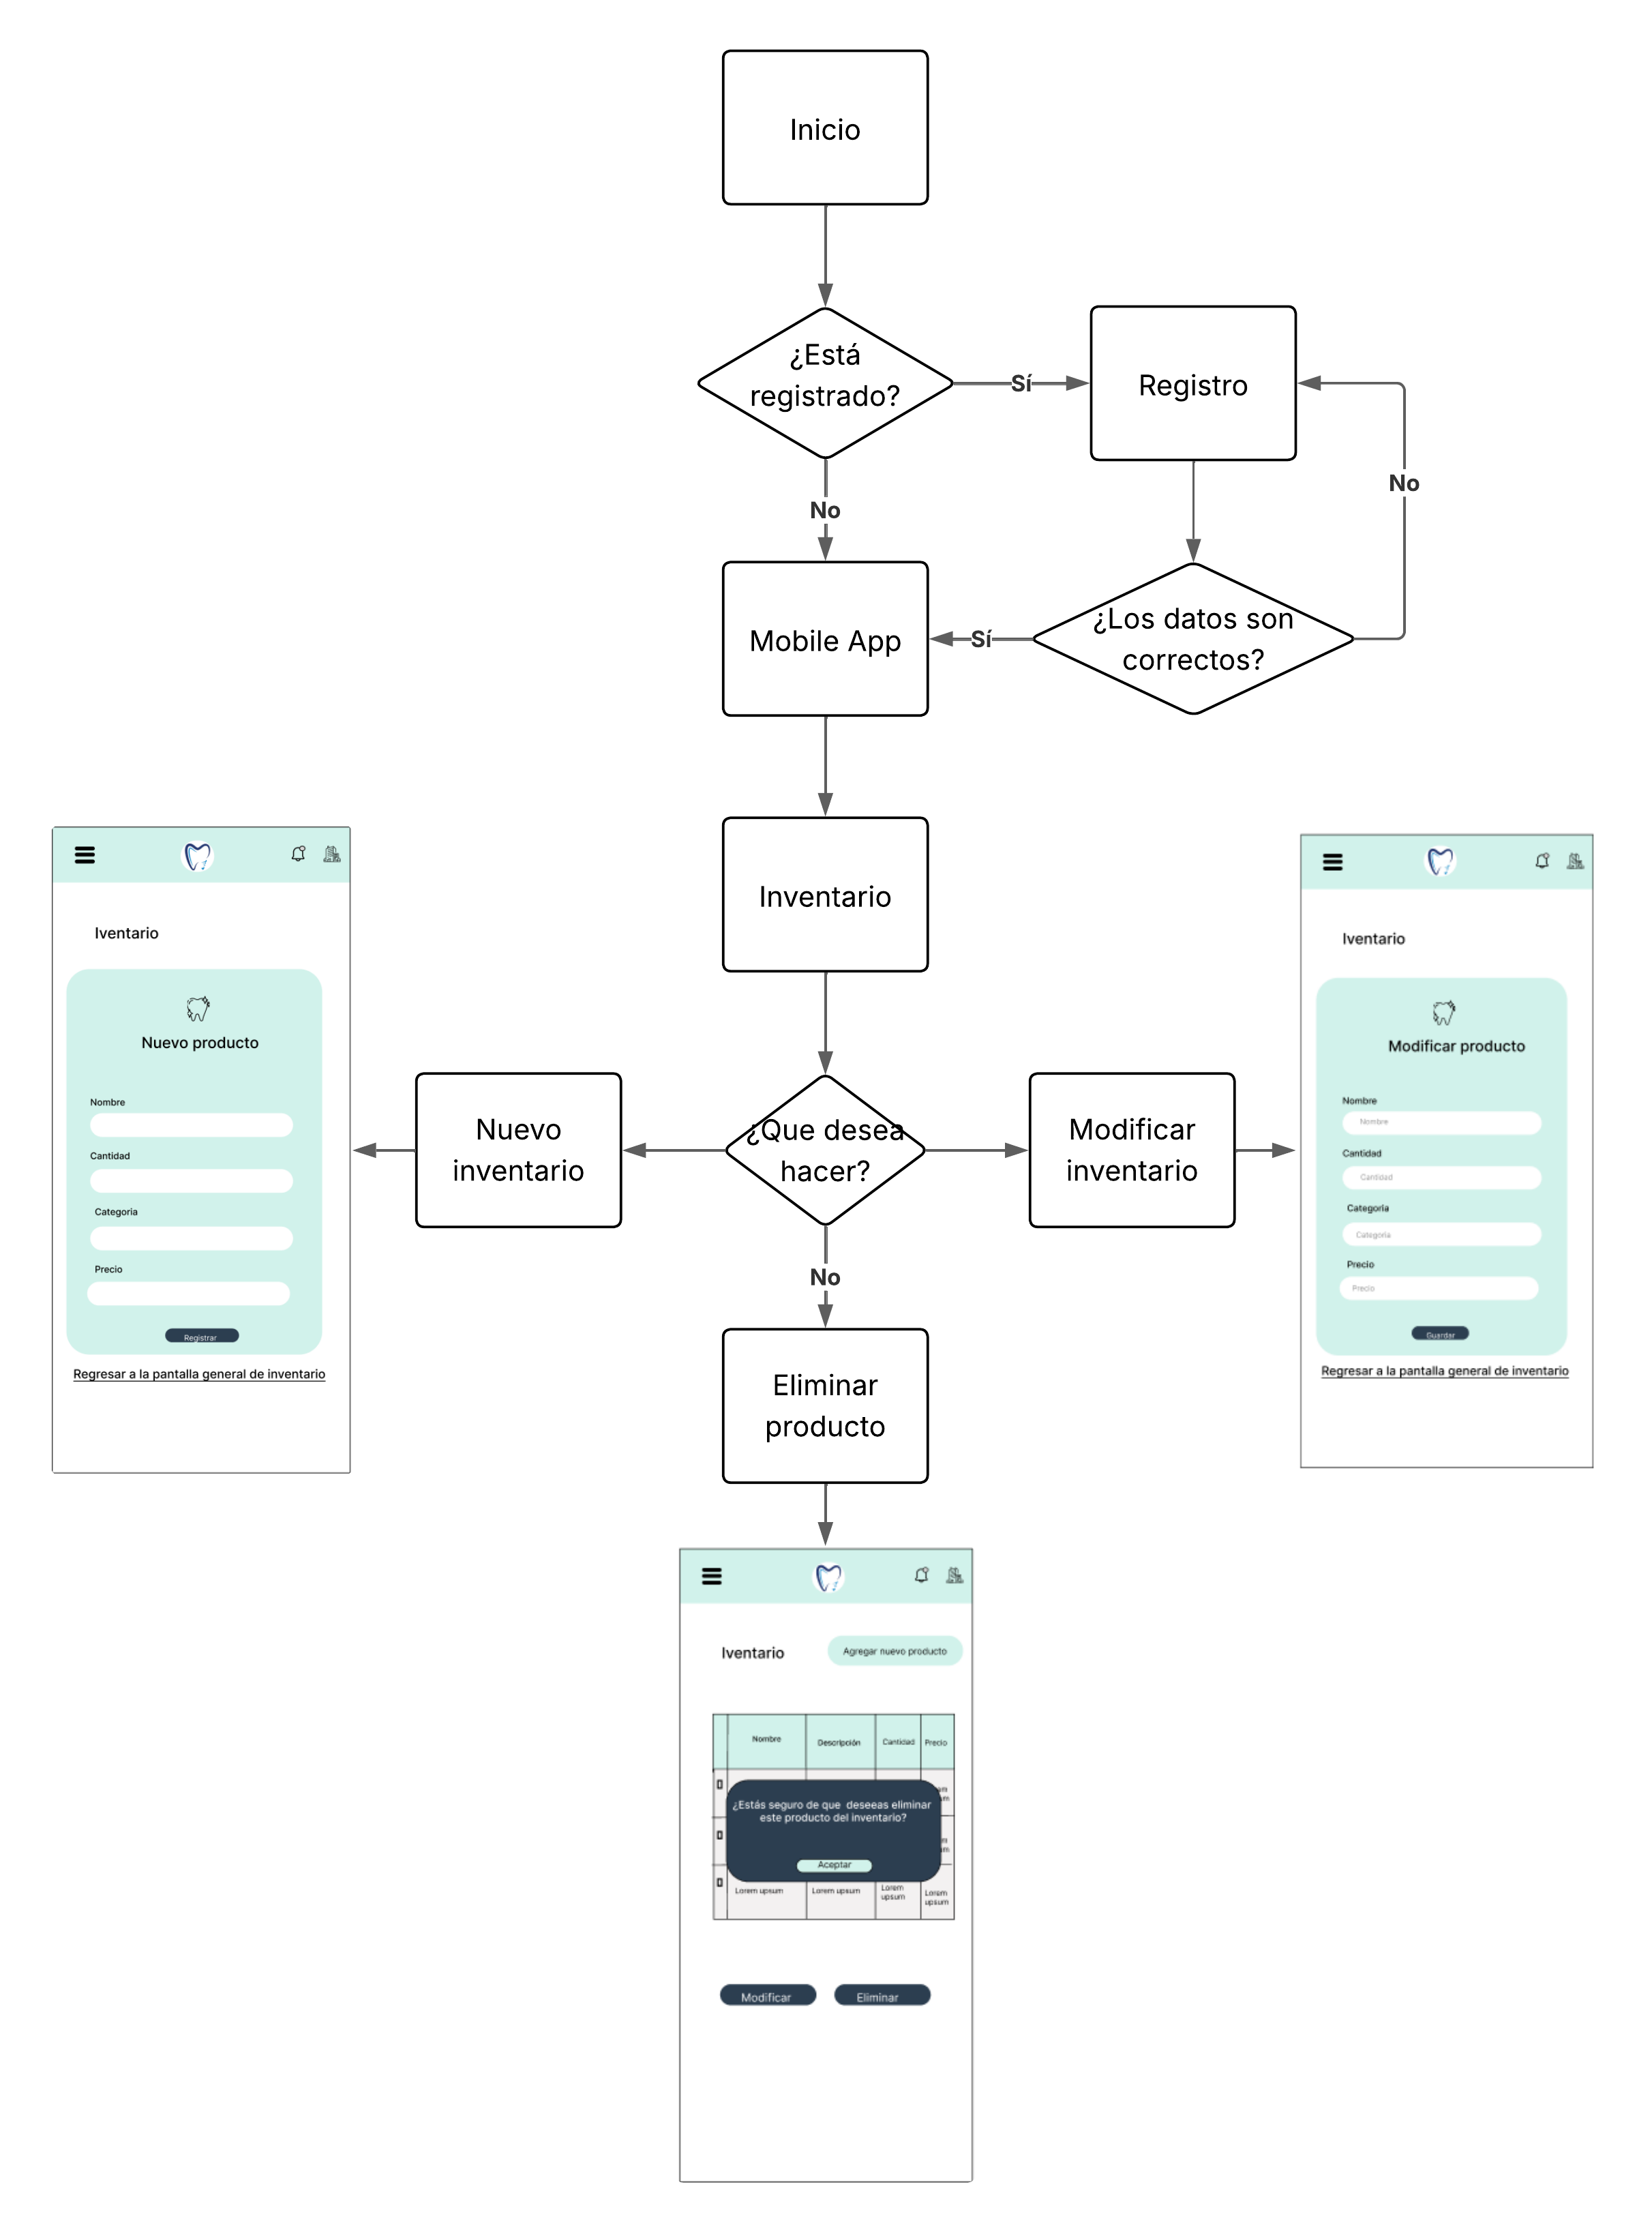 Inicio
¿Está
registrado?
Sí
Registro
No
No
Mobile App
Sí
¿Los datos son
correctos?
Inventario
Iventario
Nuevo producto
Nombre
Cantidad
Categoria
Precio
Registrar
Regresar a la pantalla general de inventario
Nuevo
inventario
¿Que desea
hacer?
Modificar
inventario
Iventario
Modificar producto
Nombre
Nombre
Cantidad
Cantidad
Categoria
Categoria
Precio
Precio
Guardar
Regresar a la pantalla general de inventario
No
Eliminar
producto
Iventario
Agregar nuevo producto
Nombre
Descripción
Cantidad
Precio
¿Estás seguro de que deseeas eliminar
este producto del inventario?
Aceptar
Lorem upsum
Lorem upsum
Lorem
upsum
Lorem
upsum
Modificar
Eliminar